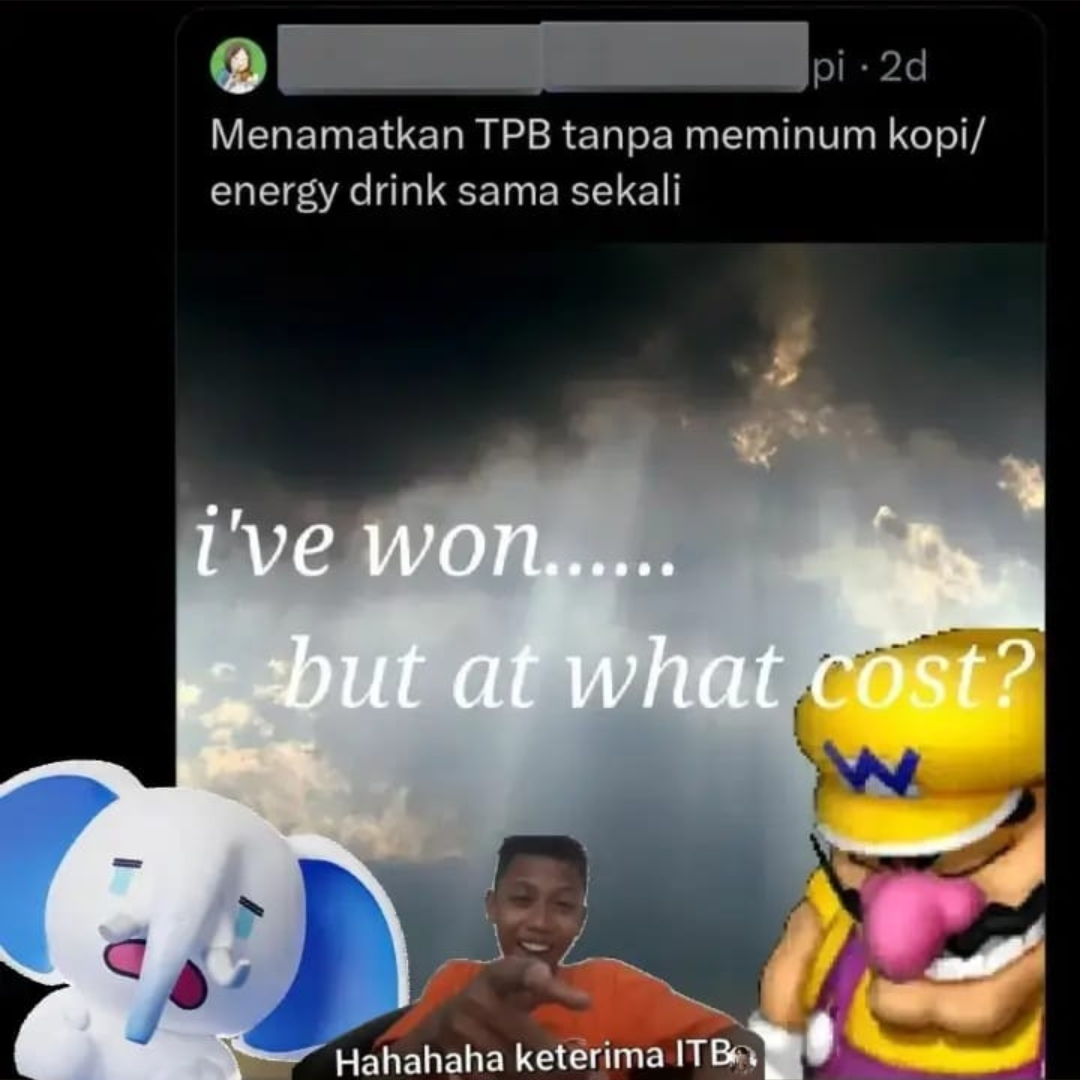 pi · 2d
Menamatkan TPB tanpa meminum kopi/
energy drink sama sekali
i've won......
but at what cost?
W
Hahahaha keterima ITB